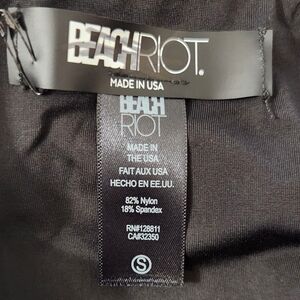 BEACHRIOT.
MADE IN USA
BEACH
RIOT
MADE IN
THE USA
FAIT AUX USA
HECHO EN EE.UU.
82% Nylon
18% Spandex
RN#128811
CA#32350
S